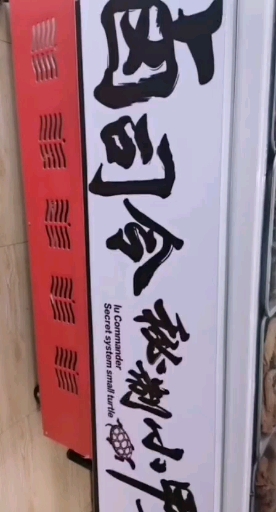 卤司令秘制小
lu Commander
Secret system small turtle